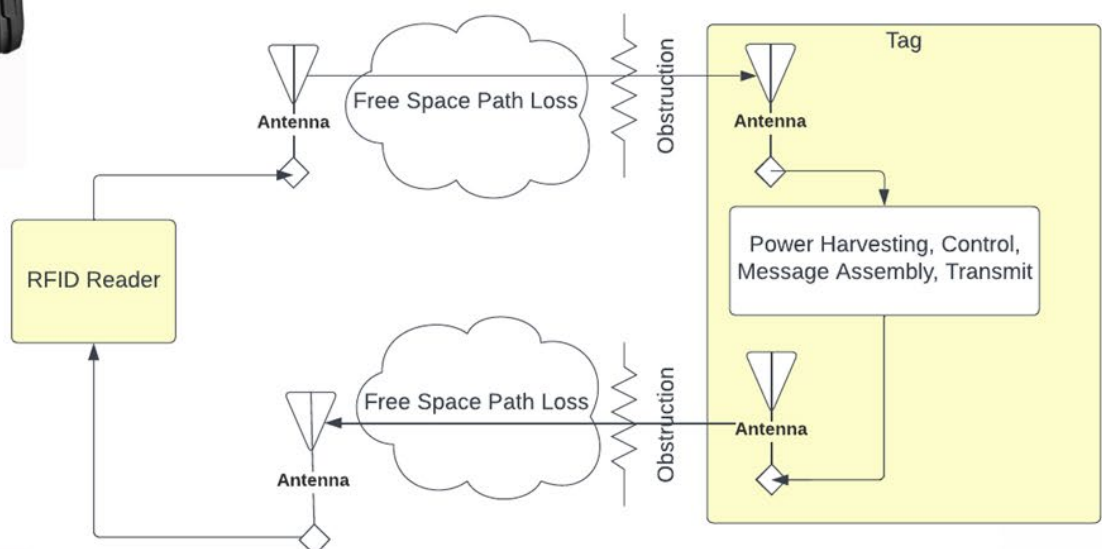 Tag
Free Space Path Loss
Obstruction
Antenna
Antenna
Power Harvesting, Control,
Message Assembly, Transmit
RFID Reader
Free Space Path Loss
Obstruction
Antenna
Antenna